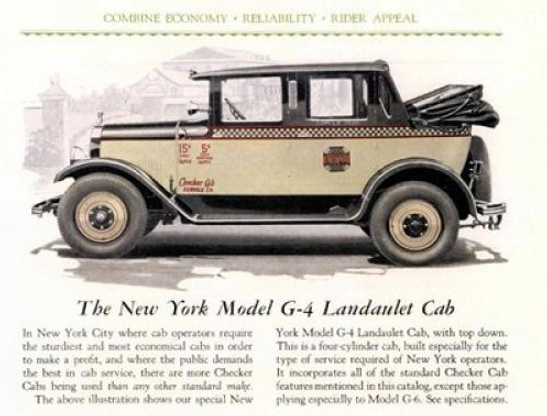 COMBINE ECONOMY • RELIABILITY • RIDER APPEAL
15¢ 5¢
Checker Cab
The New York Model G-4 Landaulet Cab
In New York City where cab operators require
the sturdiest and most economical cabs in order
to make a profit, and where the public demands
the best in cab service, there are more Checker
Cabs being used than any other standard make.
The above illustration shows our special New
York Model G-4 Landaulet Cab, with top down.
This is a four-cylinder cab, built especially for the
type of service required of New York operators.
It incorporates all of the standard Checker Cab
features mentioned in this catalog, except those ap-
plying especially to Model G-6. See specifications.